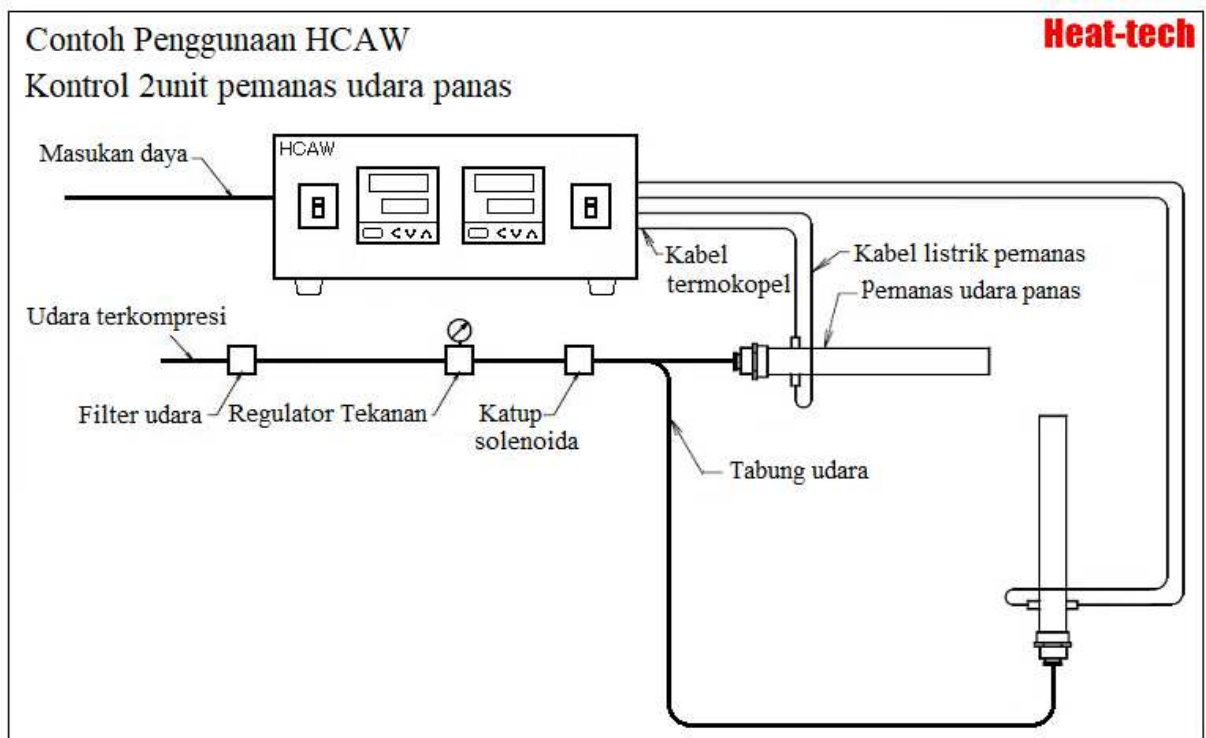 Contoh Penggunaan HCAW
Heat-tech
Kontrol 2unit pemanas udara panas
HCAW
Masukan daya
Kabel
termokopel
Kabel listrik pemanas
Pemanas udara panas
Udara terkompresi
Filter udara
Regulator Tekanan
Katup
solenoida
Tabung udara